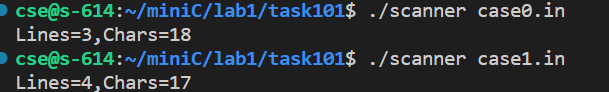 cse@s-614:~/miniC/lab1/task101$ ./scanner case0.in
Lines=3,Chars=18
cse@s-614:~/miniC/lab1/task101$ ./scanner case1.in
Lines=4,Chars=17